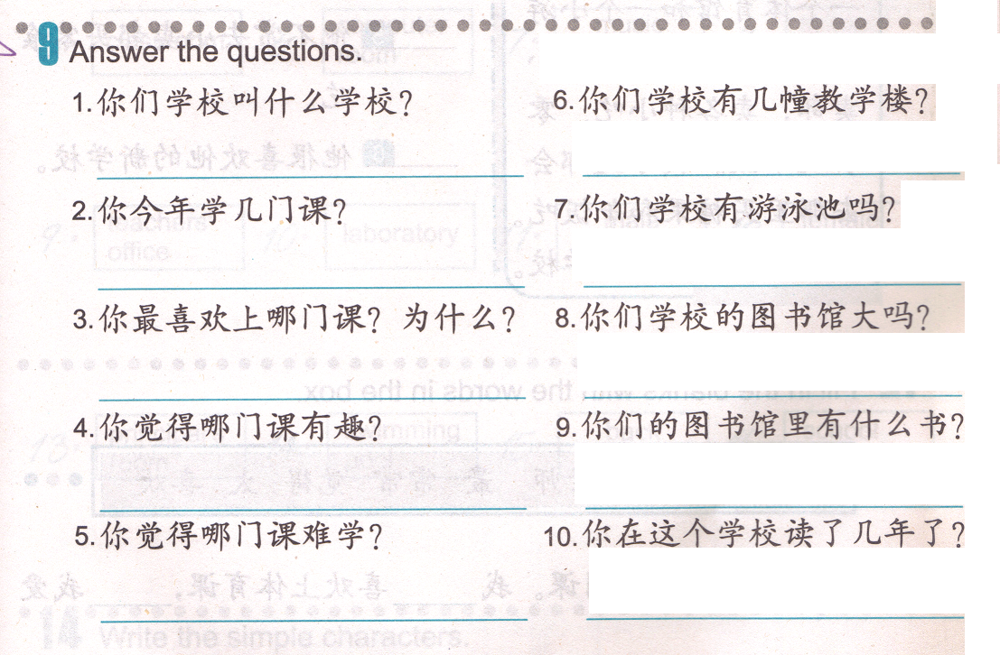 9 Answer the questions.
1.你们学校叫什么学校？
2.你今年学几门课？
3.你最喜欢上哪门课？为什么？
4.你觉得哪门课有趣？
5.你觉得哪门课难学？
6.你们学校有几幢教学楼？
7.你们学校有游泳池吗？
8.你们学校的图书馆大吗？
9.你们的图书馆里有什么书？
10.你在这个学校读了几年了？
14 Write the simple characters.